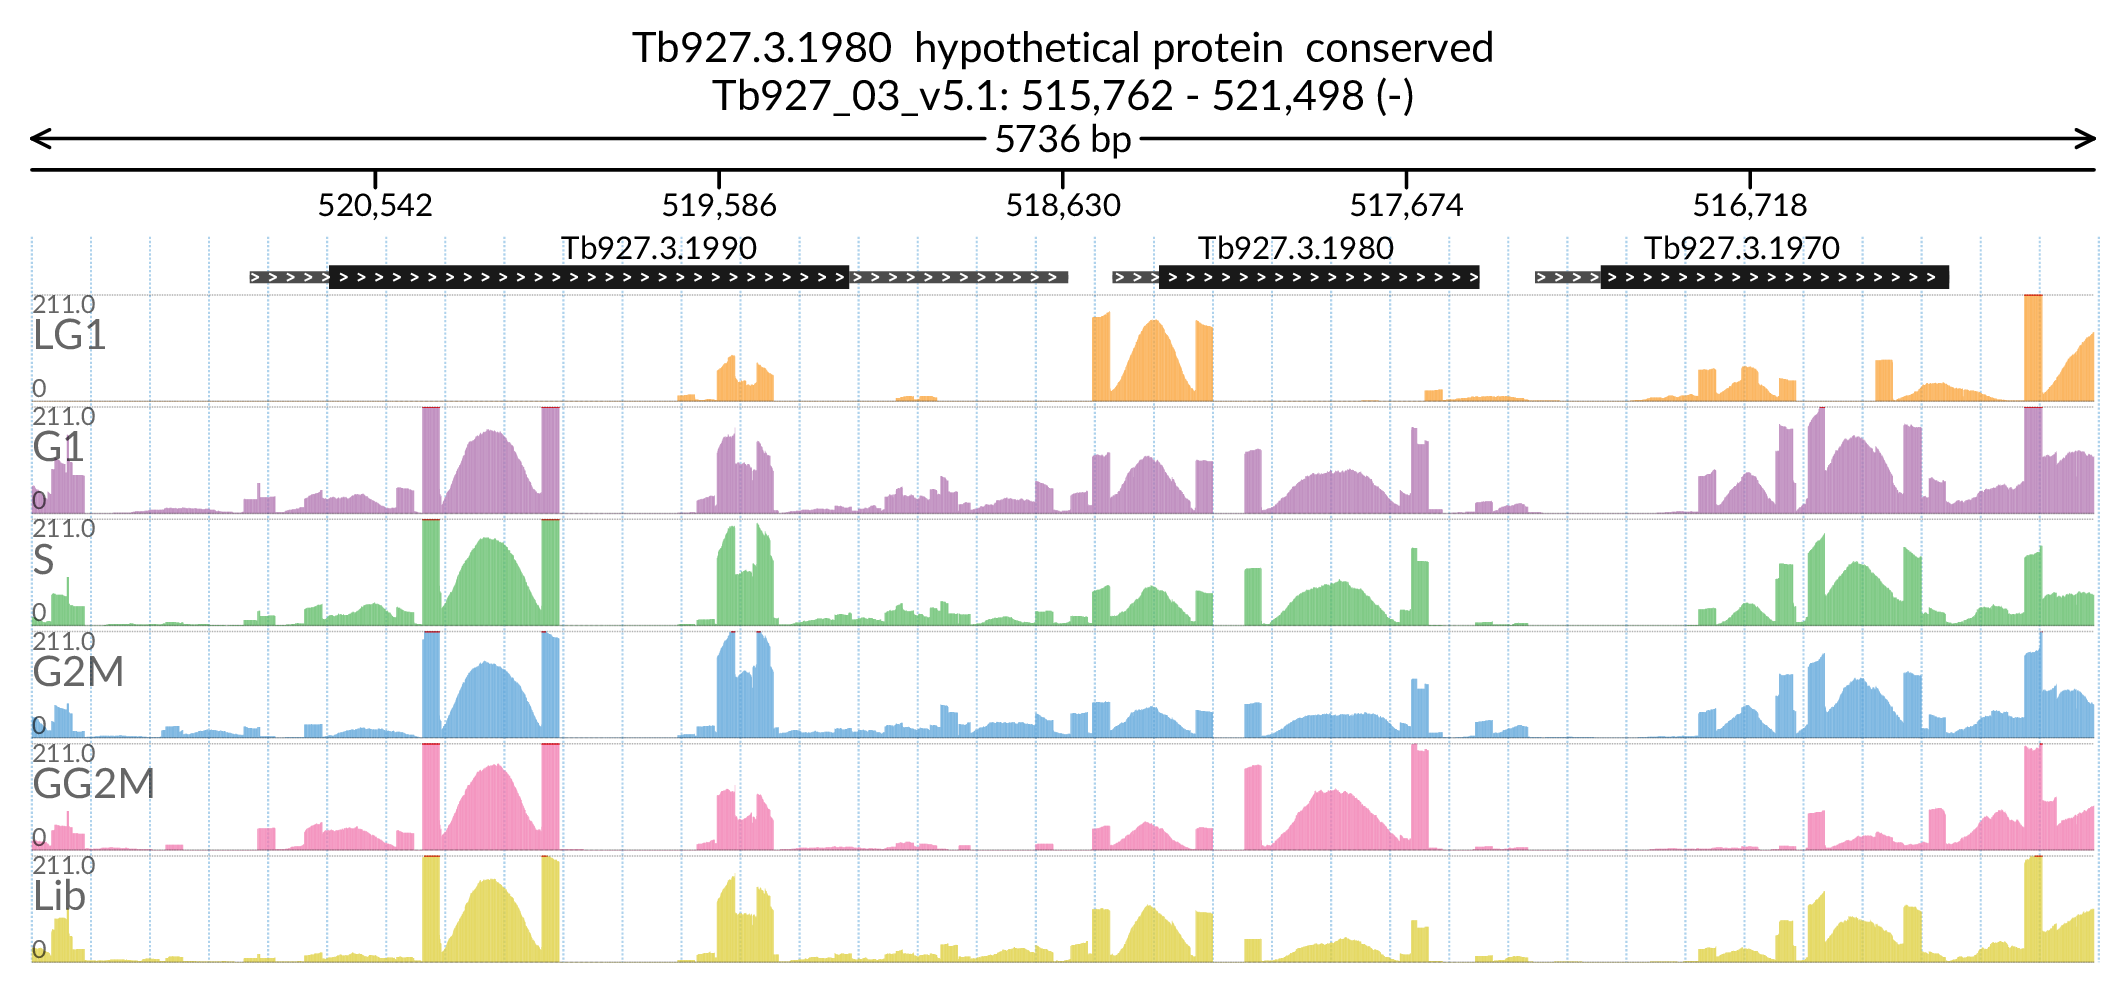 Tb927.3.1980  hypothetical protein  conserved
Tb927_03_v5.1: 515,762 - 521,498 (-)
5736 bp
520,542 519,586 518,630 517,674 516,718
Tb927.3.1990 Tb927.3.1980 Tb927.3.1970
211.0
LG1
0
211.0
G1
0
211.0
S
0
211.0
G2M
0
211.0
GG2M
0
211.0
Lib
0